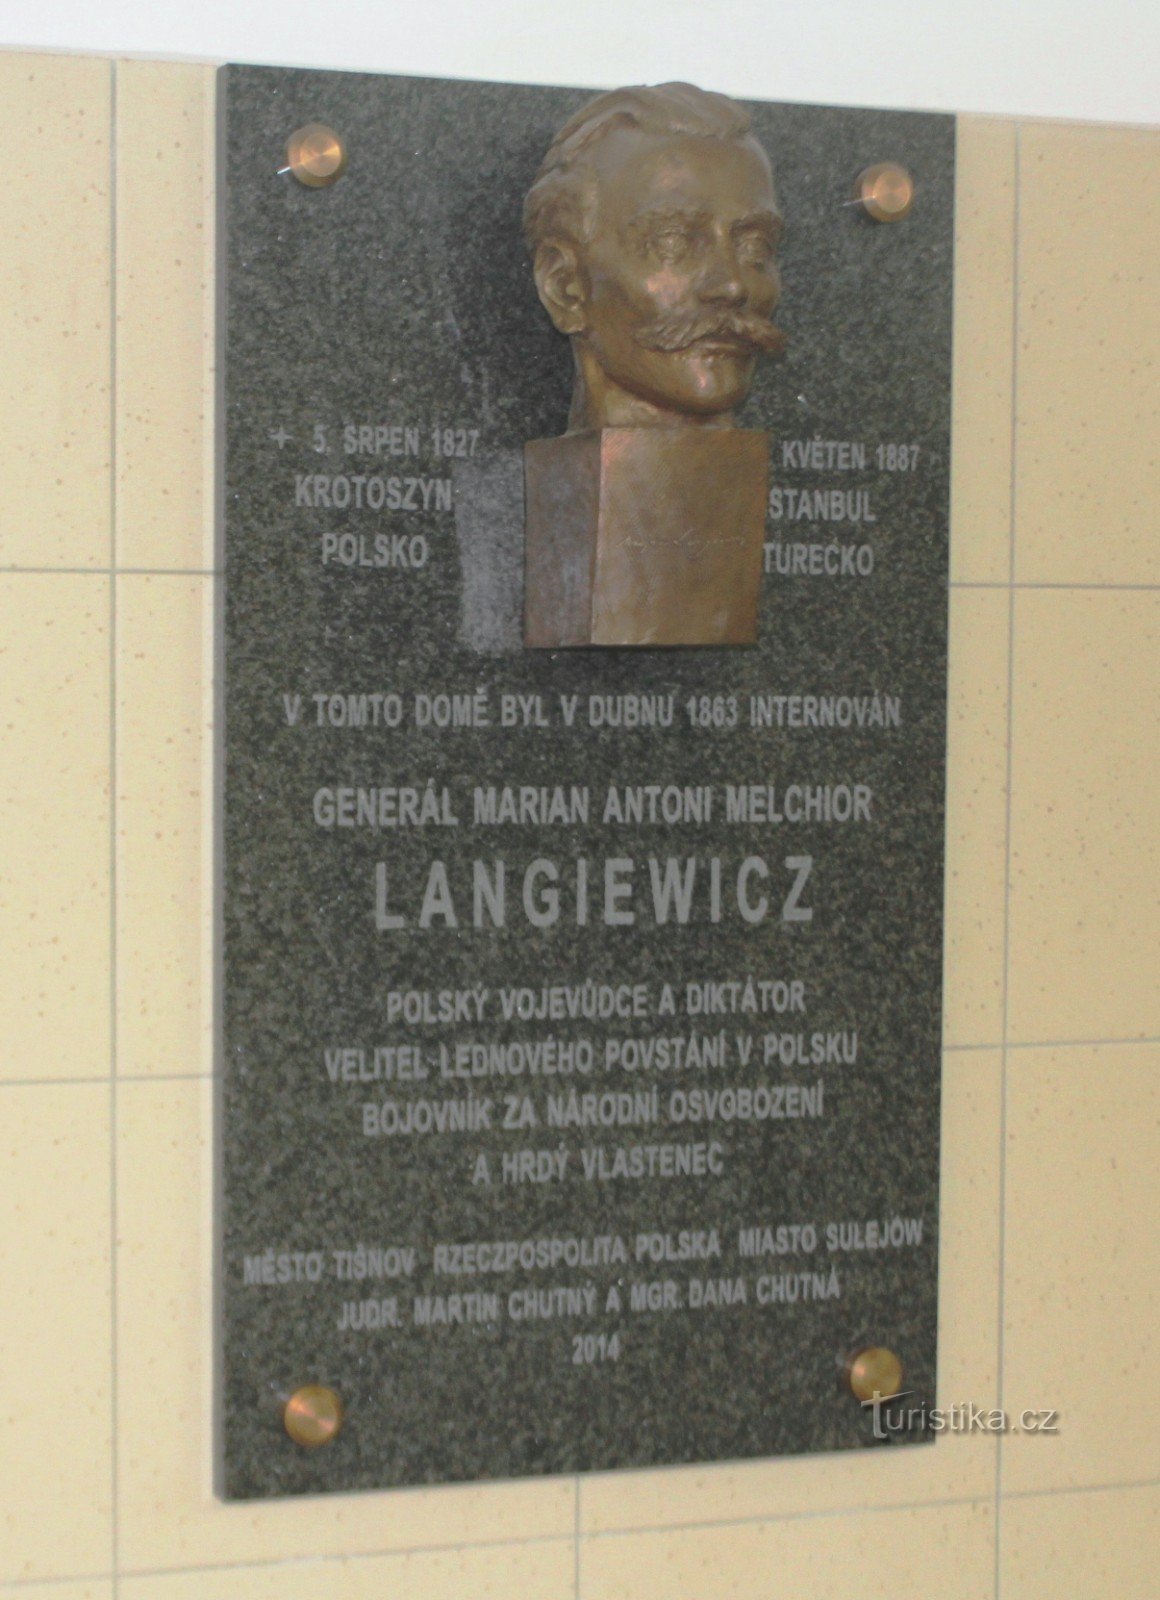 + 5. SRPEN 1827
KROTOSZYN
POLSKO
KVĚTEN 1887
STANBUL
TURECKO
V TOMTO DOMĚ BYL V DUBNU 1863 INTERNOVÁN
GENERÁL MARIAN ANTONI MELCHIOR
LANGIEWICZ
POLSKÝ VOJEVŮDCE A DIKTÁTOR
VELITEL LEDNOVÉHO POVSTÁNÍ V POLSKU
BOJOVNÍK ZA NÁRODNÍ OSVOBOZENÍ
A HRDÝ VLASTENEC
MĚSTO TIŠNOV RZECZPOSPOLITA POLSKA MIASTO SULEJÓW
JUDR. MARTIN CHUTNÝ A MGR. DANA CHUTNÁ
2014
Turistika.cz